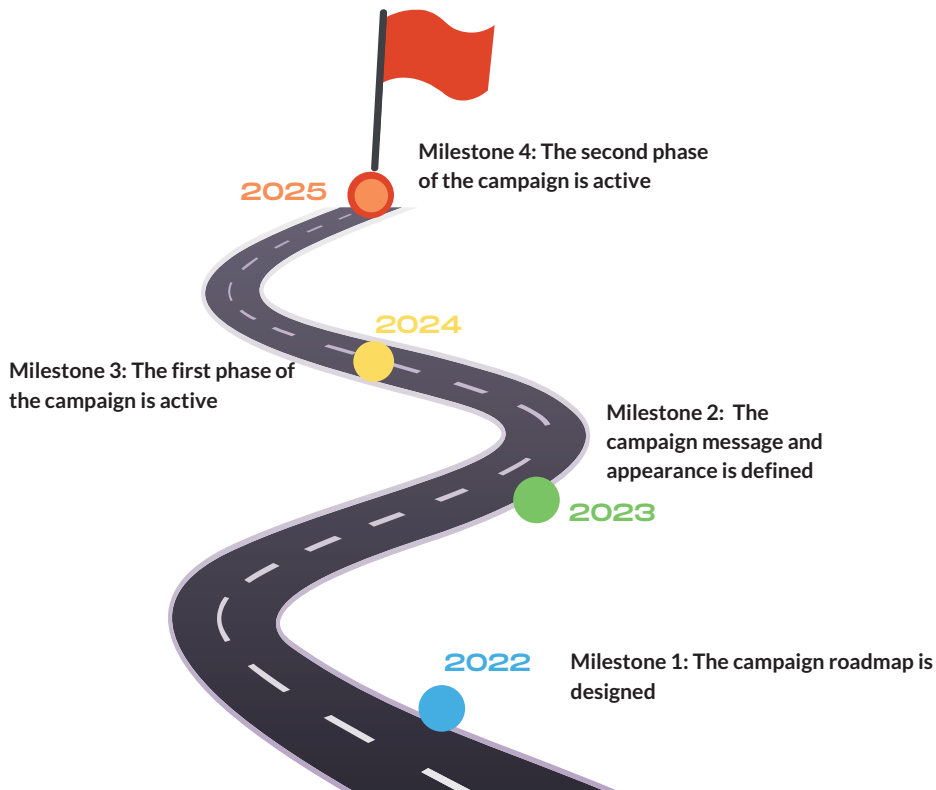 Milestone 4: The second phase
of the campaign is active
2025
2024
Milestone 3: The first phase of
the campaign is active
Milestone 2:  The
campaign message and
appearance is defined
2023
2022
Milestone 1: The campaign roadmap is
designed